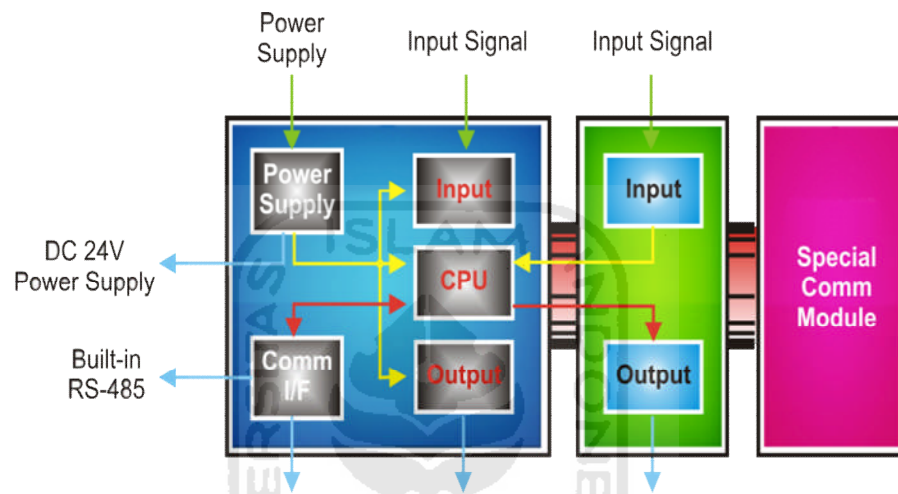 Power
Supply
Input Signal
Input Signal
Power
Supply
Input
Input
DC 24V
Power Supply
CPU
Special
Comm
Module
Built-in
RS-485
Comm
I/F
Output
Output
ISLAM